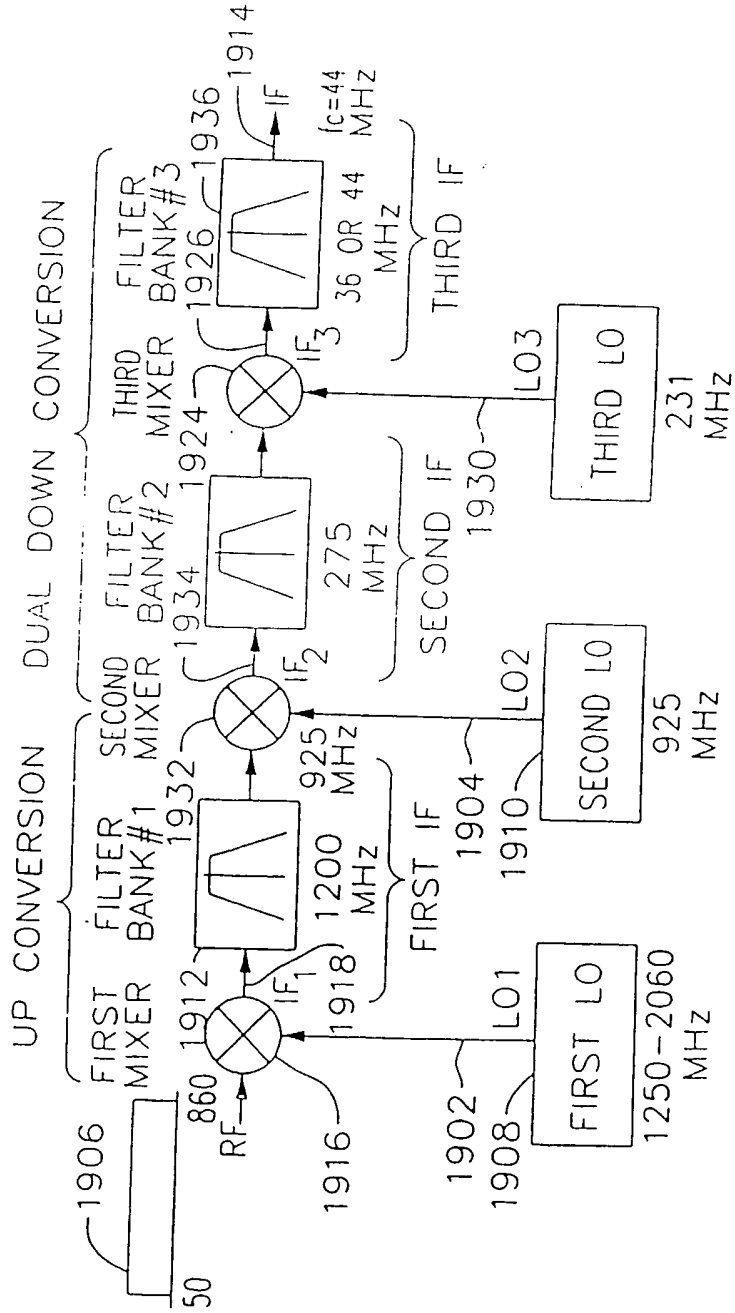 UP CONVERSION
DUAL DOWN CONVERSION
1906
50
860
RF
FIRST
MIXER
1912
1916
IF1
1918
FILTER
BANK#1
1200
MHz
FIRST IF
SECOND
MIXER
1932
925
MHz
IF2
1934
FILTER
BANK#2
275
MHz
SECOND IF
THIRD
MIXER
1924
IF3
1926
FILTER
BANK#3
1936
36 OR 44
MHz
THIRD IF
IF
1914
fc=44
MHz
1902
LO1
1908
FIRST LO
1250-2060
MHz
1904
LO2
1910
SECOND LO
925
MHz
1930
LO3
THIRD LO
231
MHz